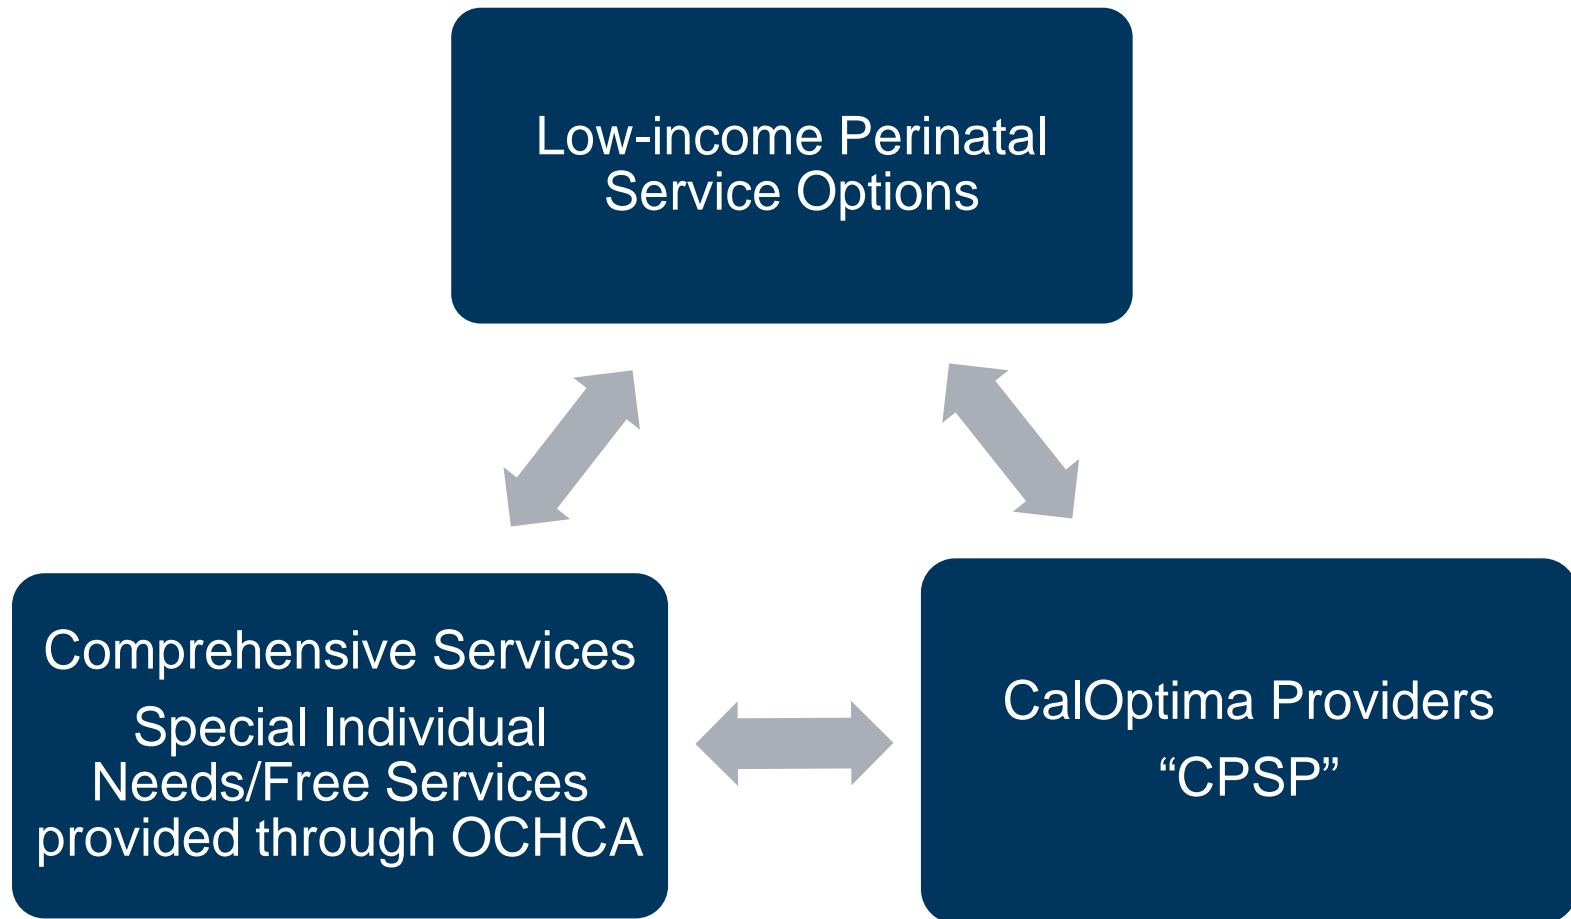 Low-income Perinatal
Service Options
Comprehensive Services
Special Individual
Needs/Free Services
provided through OCHCA
CalOptima Providers
“CPSP”